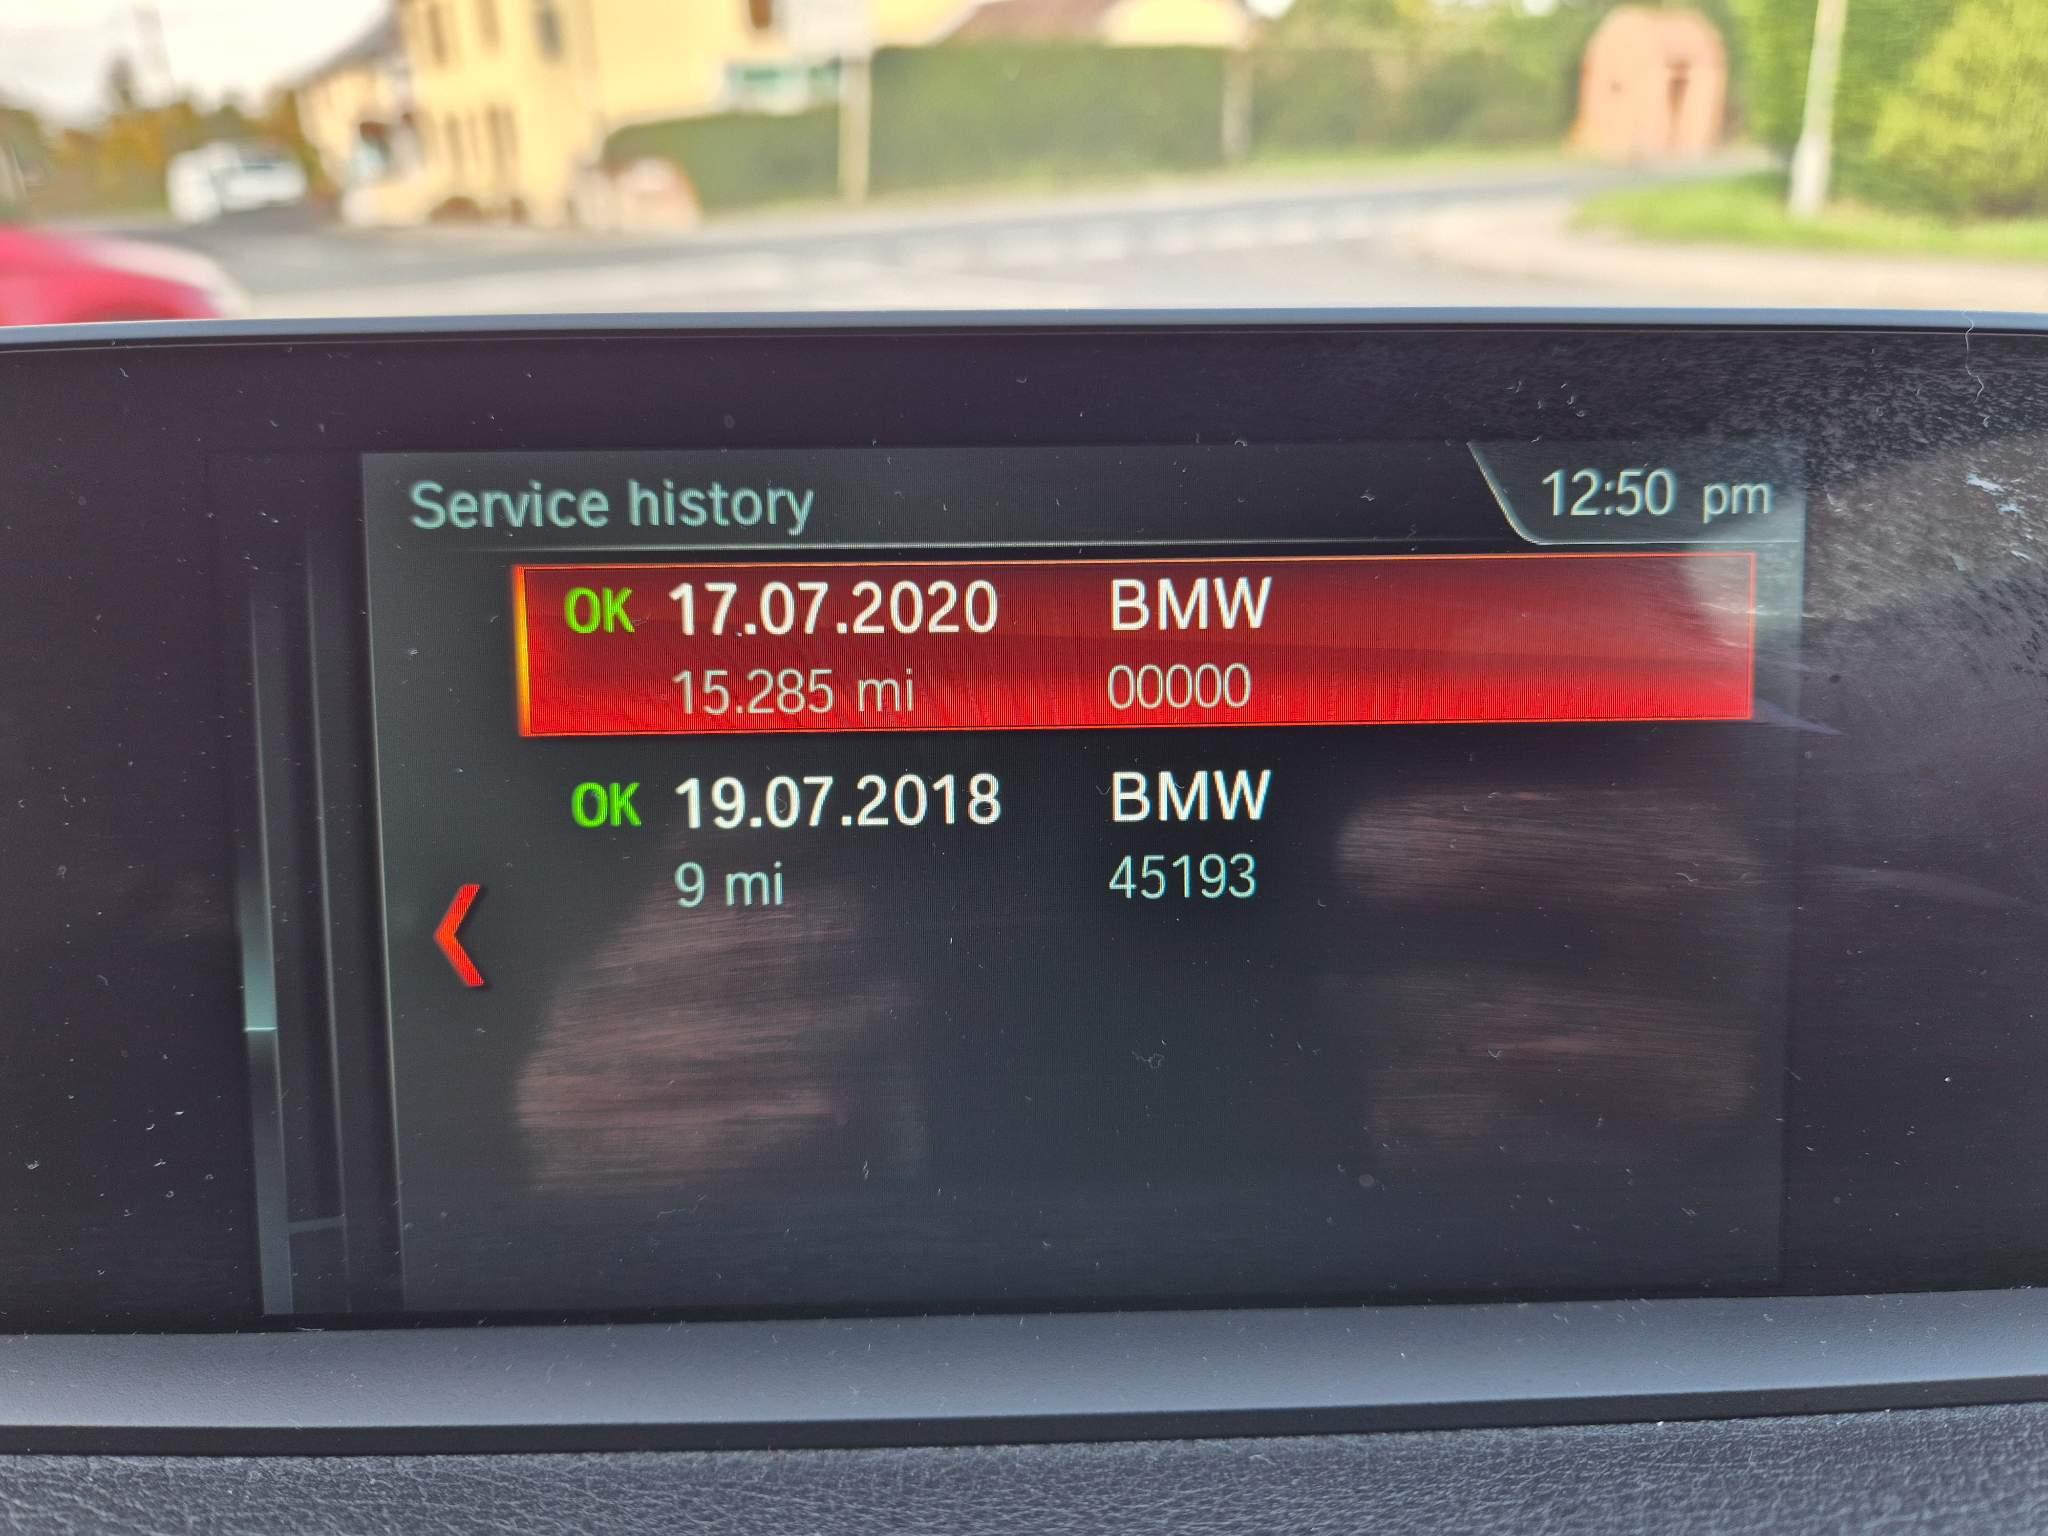 Service history 12:50 pm
OK 17.07.2020 BMW
15.285 mi 00000
OK 19.07.2018 BMW
9 mi 45193